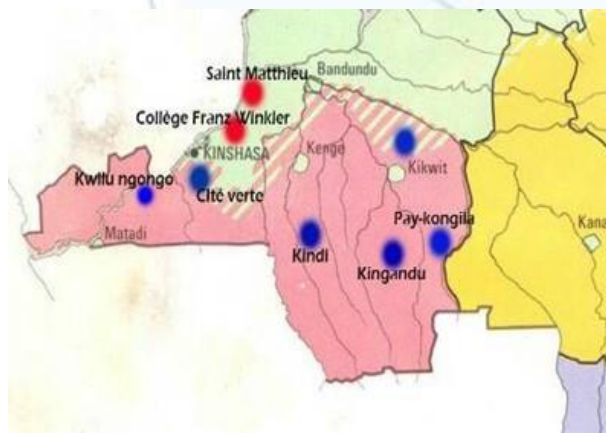 Saint Matthieu
Bandundu
Collège Franz Winkler
KINSHASA
Kenge
Kikwit
Kwilu ngongo
Cité verte
Pay-kongila
Matadi
Kindi
Kingandu
Kana